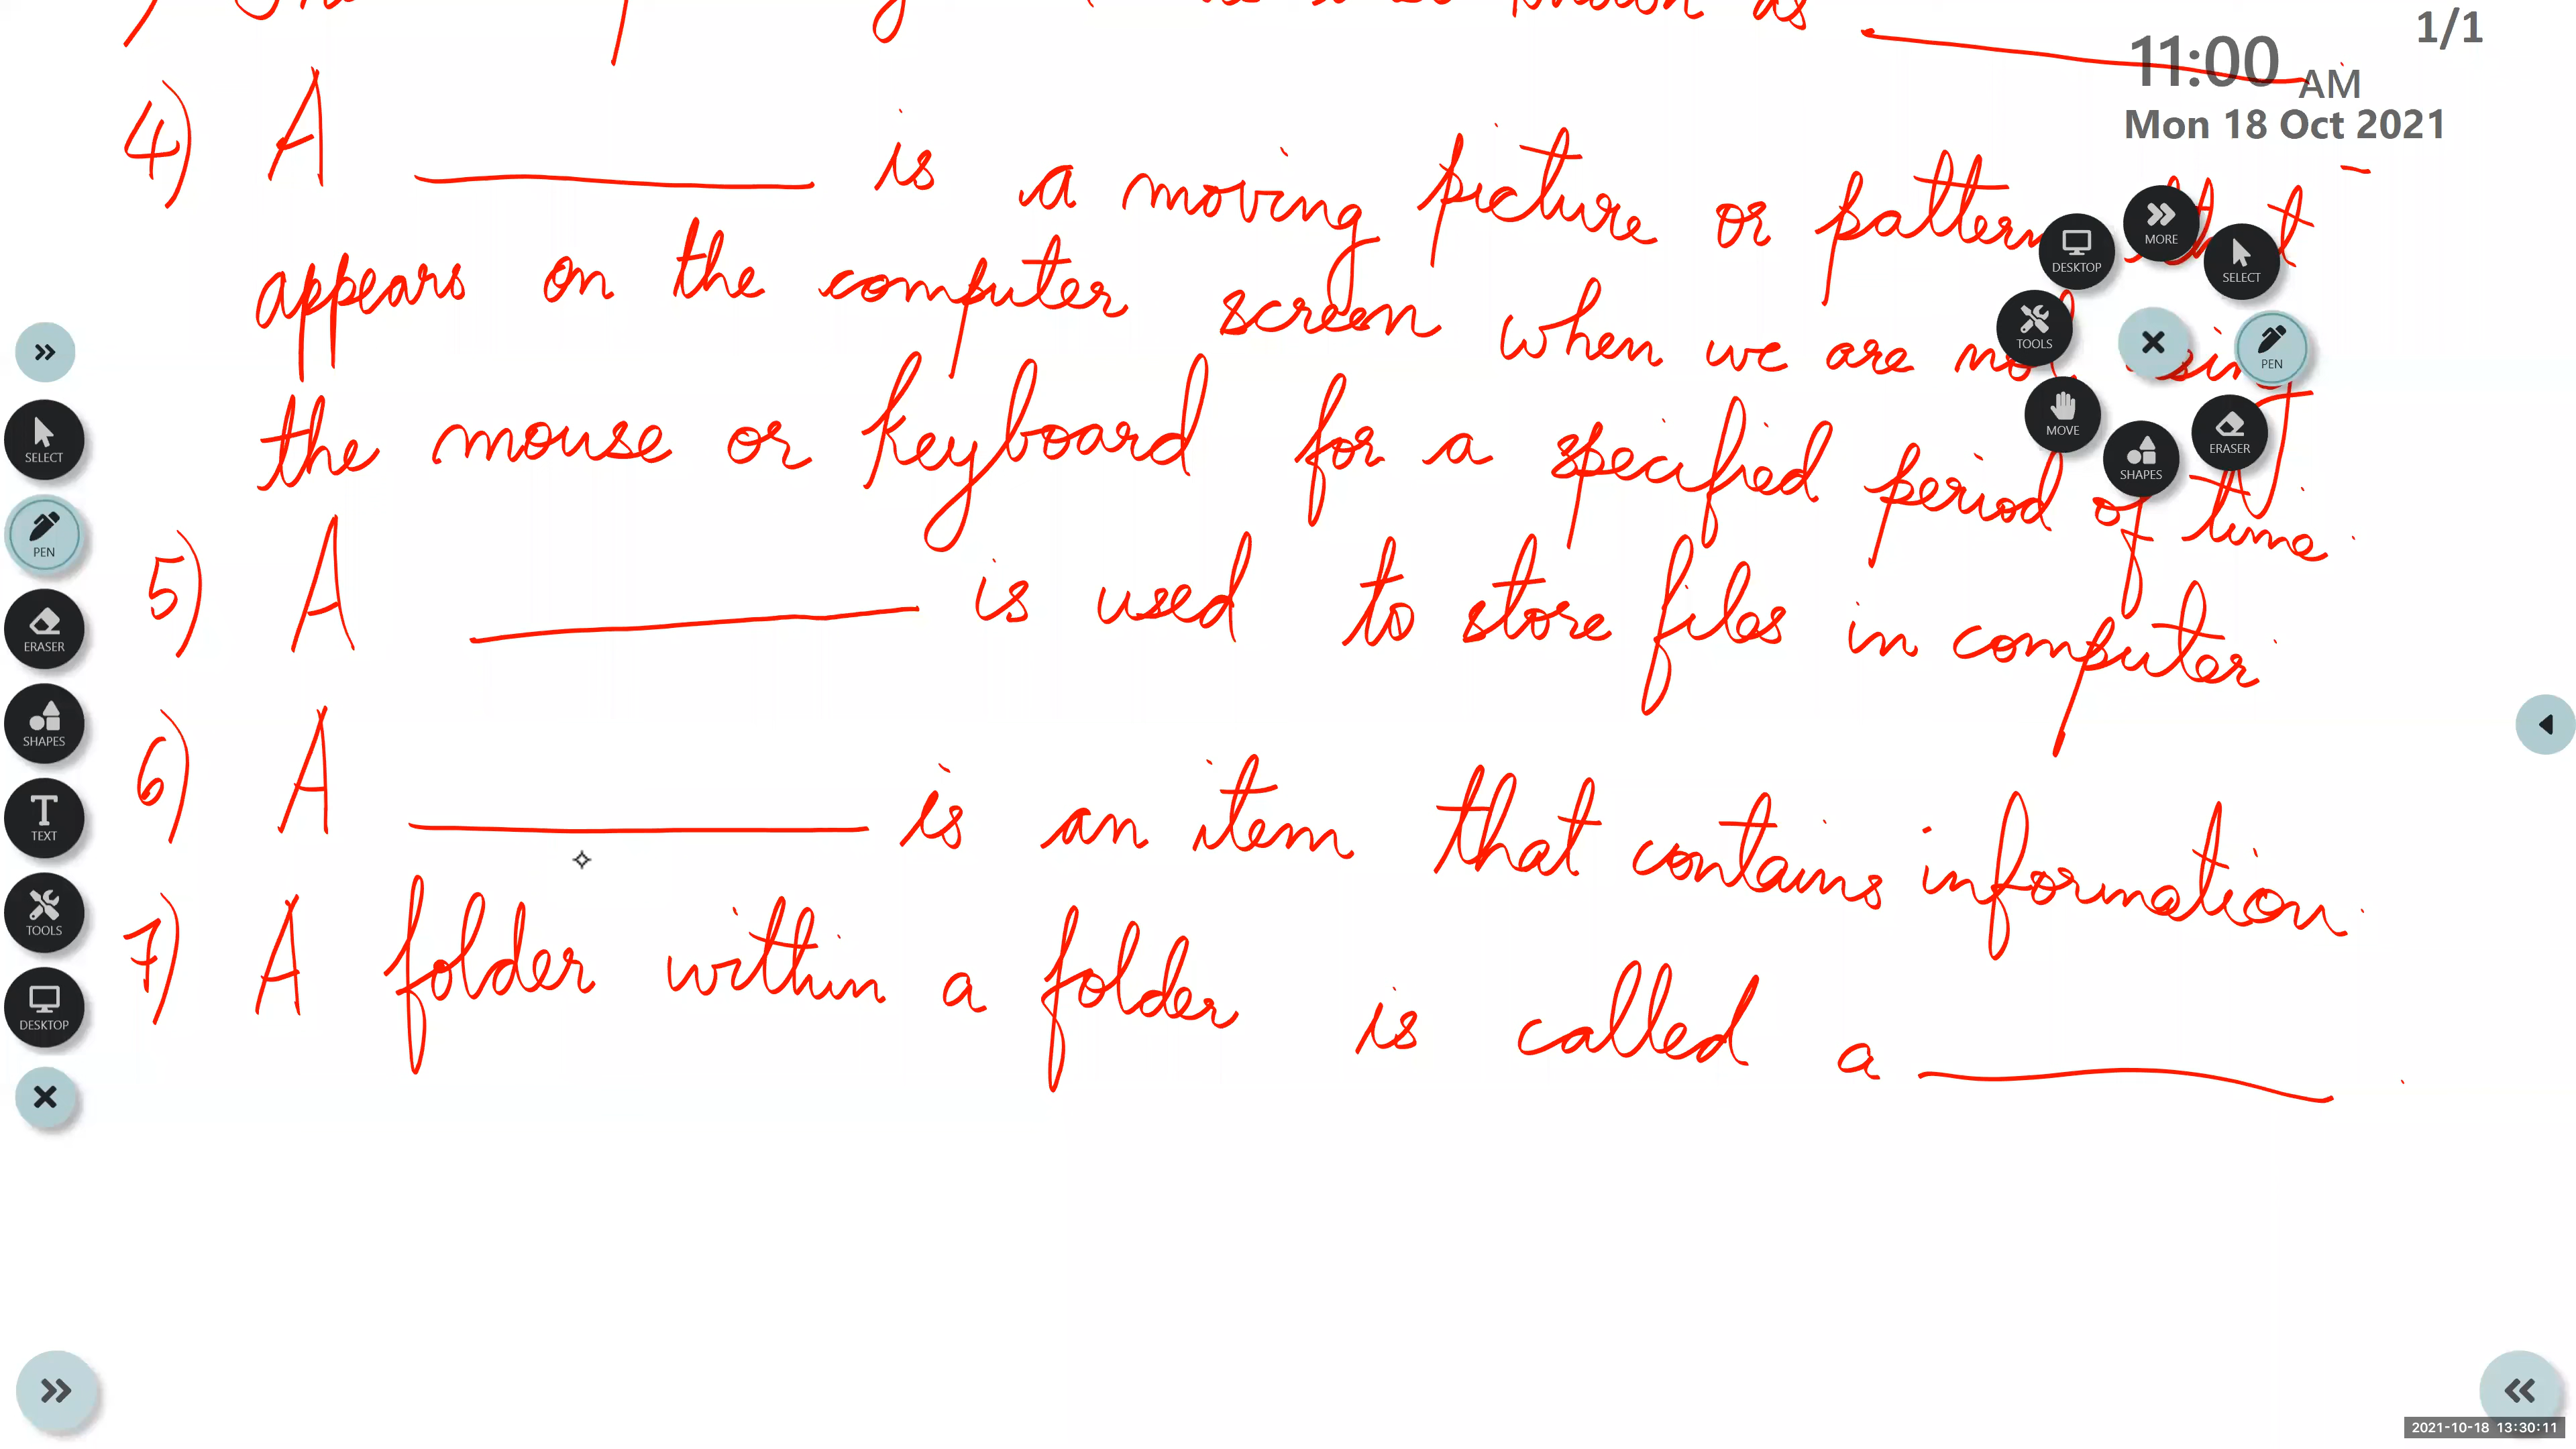 is also known as
1/1
11:00 AM
Mon 18 Oct 2021
4) A is a moving picture or pattern that
appears on the computer screen when we are not using
the mouse or keyboard for a specified period of time.
5) A is used to store files in computer.
6) A is an item that contains information.
7) A folder within a folder is called a .
SELECT
PEN
ERASER
SHAPES
TEXT
TOOLS
DESKTOP
MORE
DESKTOP
SELECT
TOOLS
PEN
MOVE
ERASER
SHAPES
2021-10-18 13:30:11